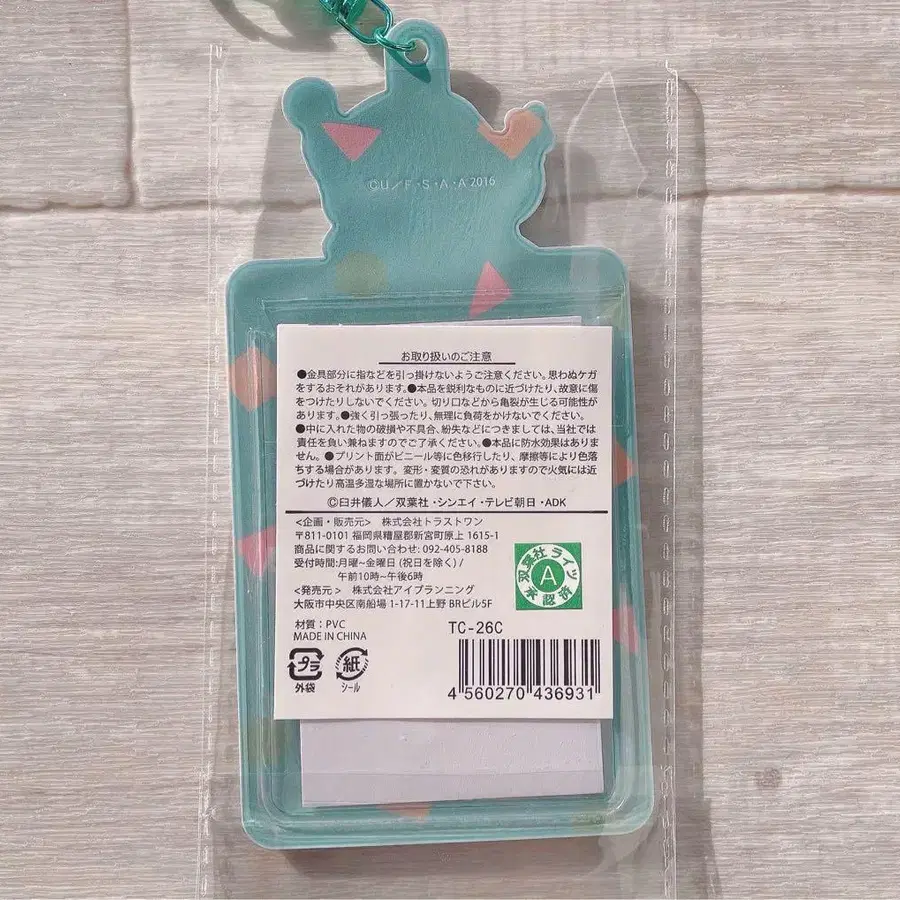 ©U/F・S・A・A 2016
お取り扱いのご注意
●金具部分に指などを引っ掛けないようご注意ください。思わぬケガ
をするおそれがあります。●本品を鋭利なものに近づけたり、故意に傷
をつけたりしないでください。切り口などから亀裂が生じる可能性が
あります。●強く引っ張ったり、無理に負荷をかけないでください。
●中に入れた物の破損や不具合、紛失などにつきましては、当社では
責任を負い兼ねますのでご了承ください。●本品に防水効果はありま
せん。●プリント面がビニール等に色移行したり、摩擦等により色落
ちする場合があります。変形・変質の恐れがありますので火気には近
づけたり高温多湿な場所に置かないで下さい。
©臼井儀人/双葉社・シンエイ・テレビ朝日・ADK
<企画・販売元> 株式会社トラストワン
〒811-0101 福岡県糟屋郡新宮町原上 1615-1
商品に関するお問い合わせ: 092-405-8188
受付時間:月曜~金曜日 (祝日を除く) /
午前10時~午後6時
<発売元> 株式会社アイプランニング
大阪市中央区南船場 1-17-11上野 BRビル5F
双葉社ライツ
A
承認済
材質:PVC
MADE IN CHINA
TC-26C
プラ
外袋
紙
シール
4 560270 436931